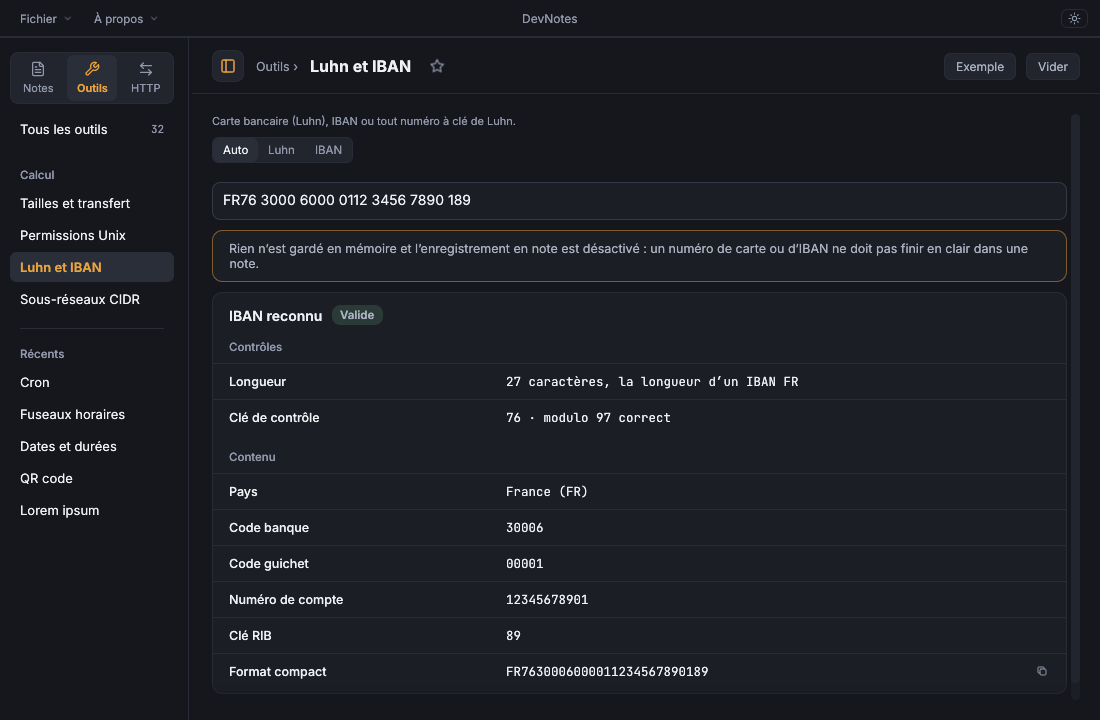 Fichier
À propos
DevNotes
Notes
Outils
HTTP
Tous les outils 32
Calcul
Tailles et transfert
Permissions Unix
Luhn et IBAN
Sous-réseaux CIDR
Récents
Cron
Fuseaux horaires
Dates et durées
QR code
Lorem ipsum
Outils › Luhn et IBAN
Exemple
Vider
Carte bancaire (Luhn), IBAN ou tout numéro à clé de Luhn.
Auto Luhn IBAN
FR76 3000 6000 0112 3456 7890 189
Rien n’est gardé en mémoire et l’enregistrement en note est désactivé : un numéro de carte ou d’IBAN ne doit pas finir en clair dans une
note.
IBAN reconnu Valide
Contrôles
Longueur 27 caractères, la longueur d’un IBAN FR
Clé de contrôle 76 · modulo 97 correct
Contenu
Pays France (FR)
Code banque 30006
Code guichet 00001
Numéro de compte 12345678901
Clé RIB 89
Format compact FR7630006000011234567890189